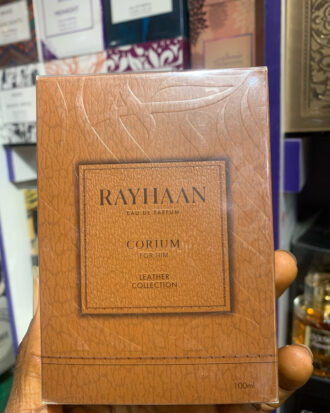 RAYHAAN
EAU DE PARFUM
CORIUM
FOR HIM
LEATHER
COLLECTION
100ml